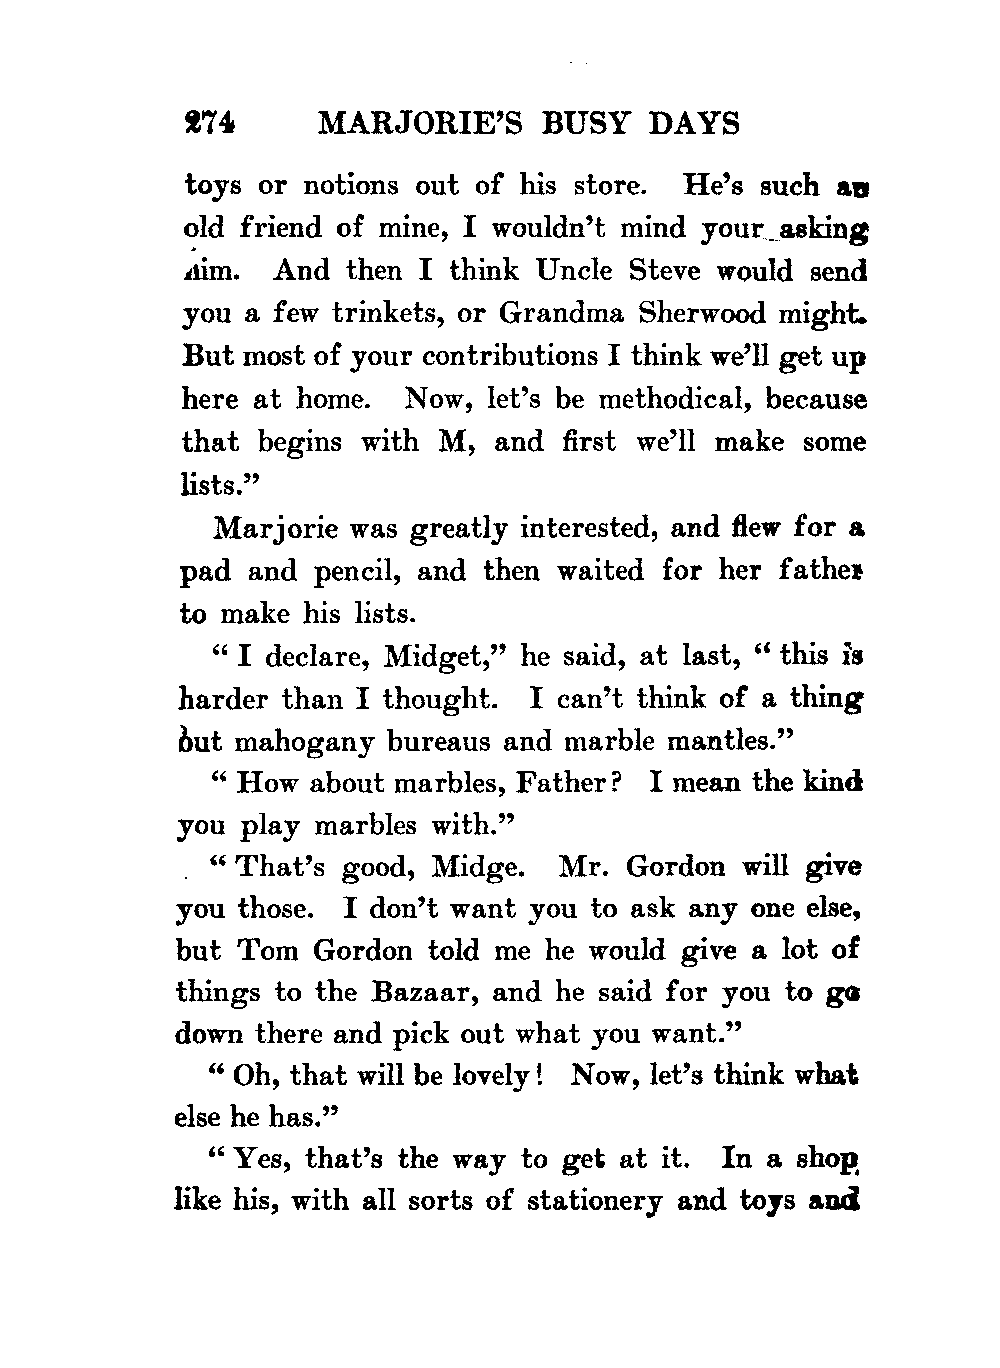 274 MARJORIE'S BUSY DAYS
toys or notions out of his store. He's such an
old friend of mine, I wouldn't mind your asking
him. And then I think Uncle Steve would send
you a few trinkets, or Grandma Sherwood might.
But most of your contributions I think we'll get up
here at home. Now, let's be methodical, because
that begins with M, and first we'll make some
lists."
Marjorie was greatly interested, and flew for a
pad and pencil, and then waited for her father
to make his lists.
" I declare, Midget," he said, at last, " this is
harder than I thought. I can't think of a thing
but mahogany bureaus and marble mantles."
" How about marbles, Father? I mean the kind
you play marbles with."
" That's good, Midge. Mr. Gordon will give
you those. I don't want you to ask any one else,
but Tom Gordon told me he would give a lot of
things to the Bazaar, and he said for you to go
down there and pick out what you want."
" Oh, that will be lovely! Now, let's think what
else he has."
" Yes, that's the way to get at it. In a shop
like his, with all sorts of stationery and toys and